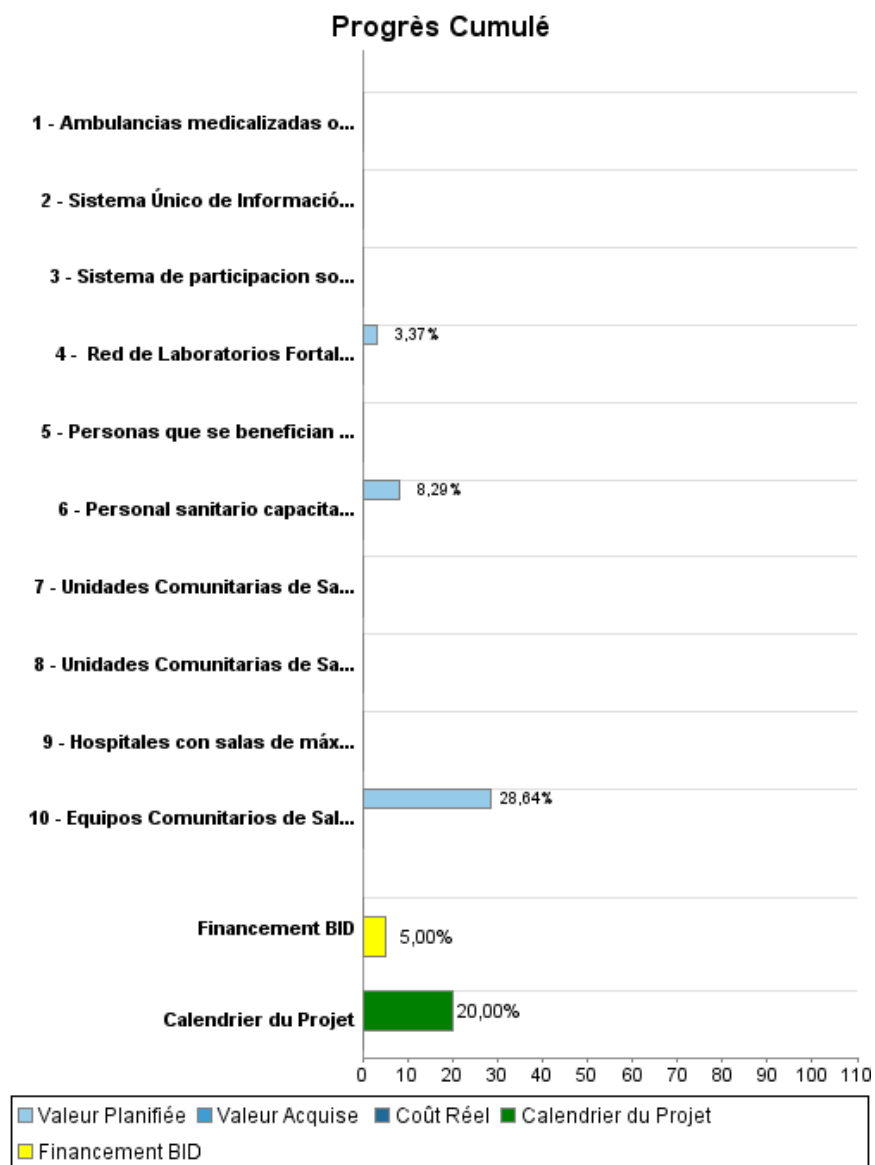 Progrès Cumulé
1 - Ambulancias medicalizadas o...
2 - Sistema Único de Informació...
3 - Sistema de participacion so...
4 - Red de Laboratorios Fortal...
3,37%
5 - Personas que se benefician ...
6 - Personal sanitario capacita...
8,29%
7 - Unidades Comunitarias de Sa...
8 - Unidades Comunitarias de Sa...
9 - Hospitales con salas de máx...
10 - Equipos Comunitarios de Sal...
28,64%
Financement BID
5,00%
Calendrier du Projet
20,00%
0 10 20 30 40 50 60 70 80 90 100 110
Valeur Planifiée Valeur Acquise Coût Réel Calendrier du Projet
Financement BID